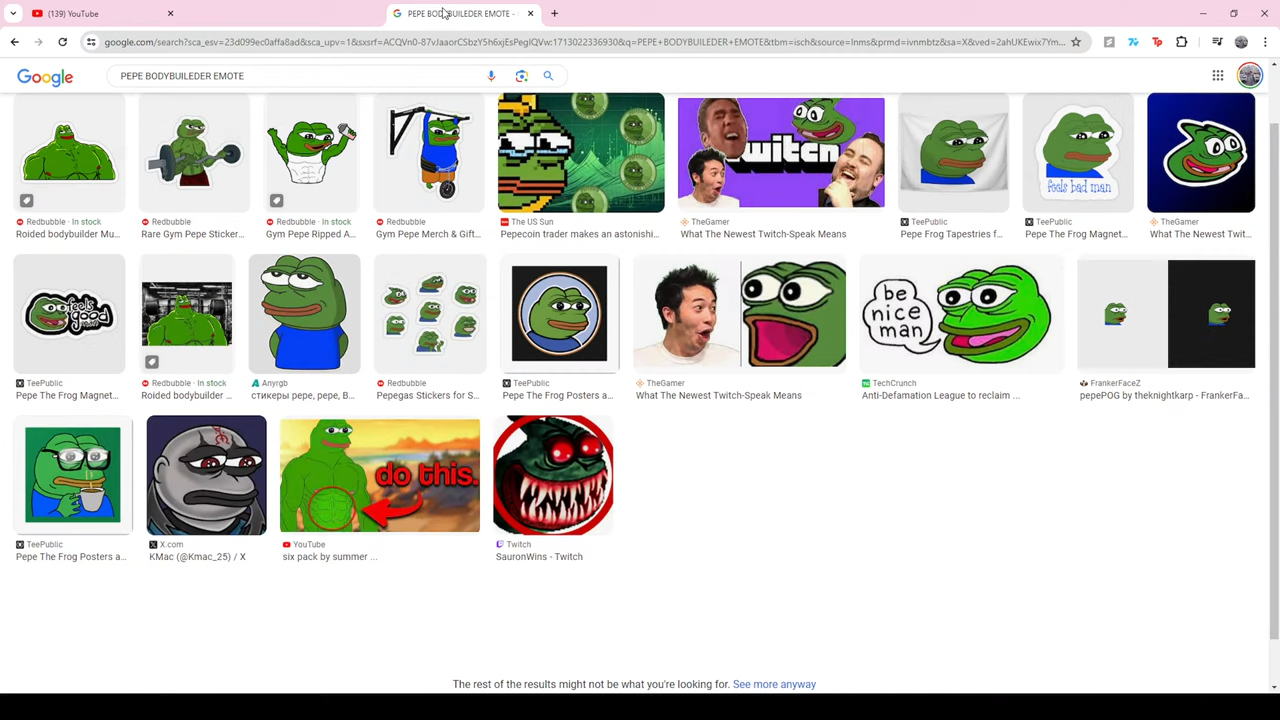 (139) YouTube
PEPE BODYBUILEDER EMOTE -
google.com/search?sca_esv=23d099ec0affa8ad&sca_upv=1&sxsrf=ACQVn0-87vJaaorCSbzY5h6xjEsPeglQVw:1713022336930&q=PEPE+BODYBUILEDER+EMOTE&tbm=isch&source=lnms&prmd=ivnmbtz&sa=X&ved=2ahUKEwix7Ym...
Google
PEPE BODYBUILEDER EMOTE
twitch
feels bad man
Redbubble · In stock
Roided bodybuilder Mu...
Redbubble
Rare Gym Pepe Sticker...
Redbubble · In stock
Gym Pepe Ripped A...
Redbubble
Gym Pepe Merch & Gift...
The US Sun
Pepecoin trader makes an astonishi...
TheGamer
What The Newest Twitch-Speak Means
TeePublic
Pepe Frog Tapestries f...
TeePublic
Pepe The Frog Magnet...
TheGamer
What The Newest Twit...
feels good
be nice man
TeePublic
Pepe The Frog Magnet...
Redbubble · In stock
Roided bodybuilder ...
Anyrgb
стикеры pepe, pepe, B...
Redbubble
Pepegas Stickers for S...
TeePublic
Pepe The Frog Posters a...
TheGamer
What The Newest Twitch-Speak Means
TechCrunch
Anti-Defamation League to reclaim ...
FrankerFaceZ
pepePOG by theknightkarp - FrankerFa...
do this.
TeePublic
Pepe The Frog Posters a...
X.com
KMac (@Kmac_25) / X
YouTube
six pack by summer ...
Twitch
SauronWins - Twitch
The rest of the results might not be what you're looking for. See more anyway